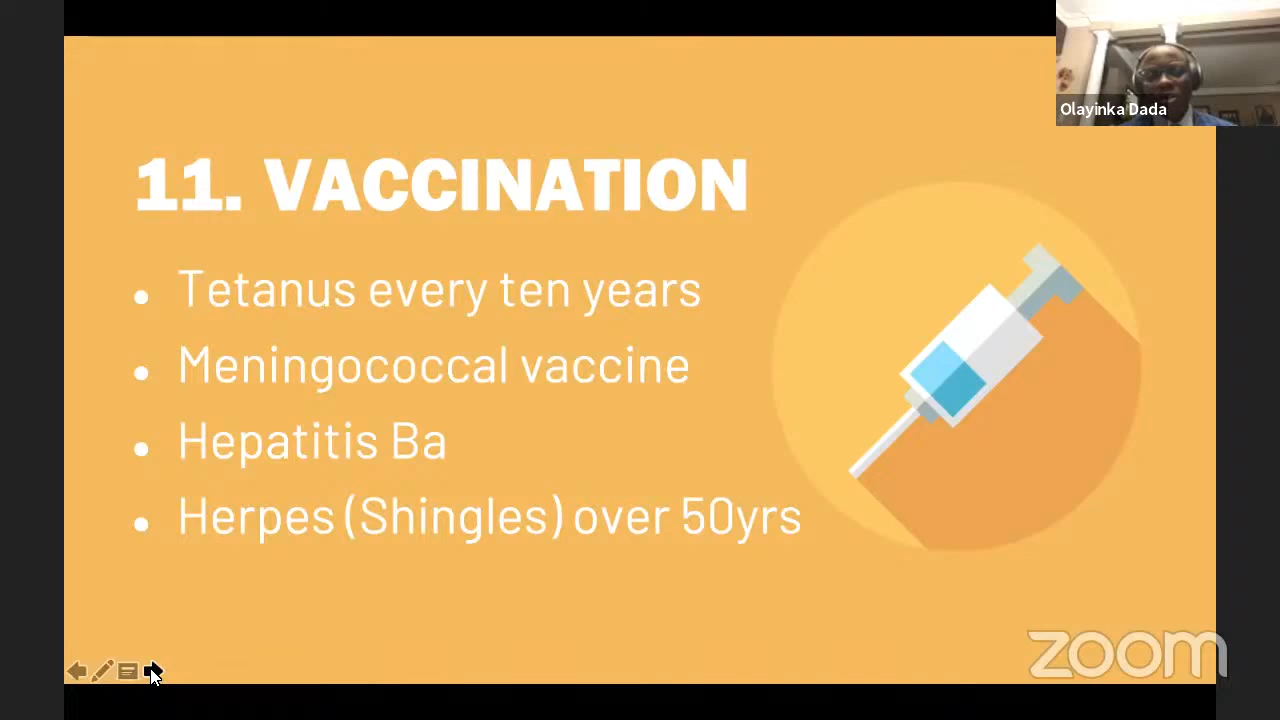 Olayinka Dada
11. VACCINATION
• Tetanus every ten years
• Meningococcal vaccine
• Hepatitis Ba
• Herpes (Shingles) over 50yrs
zoom